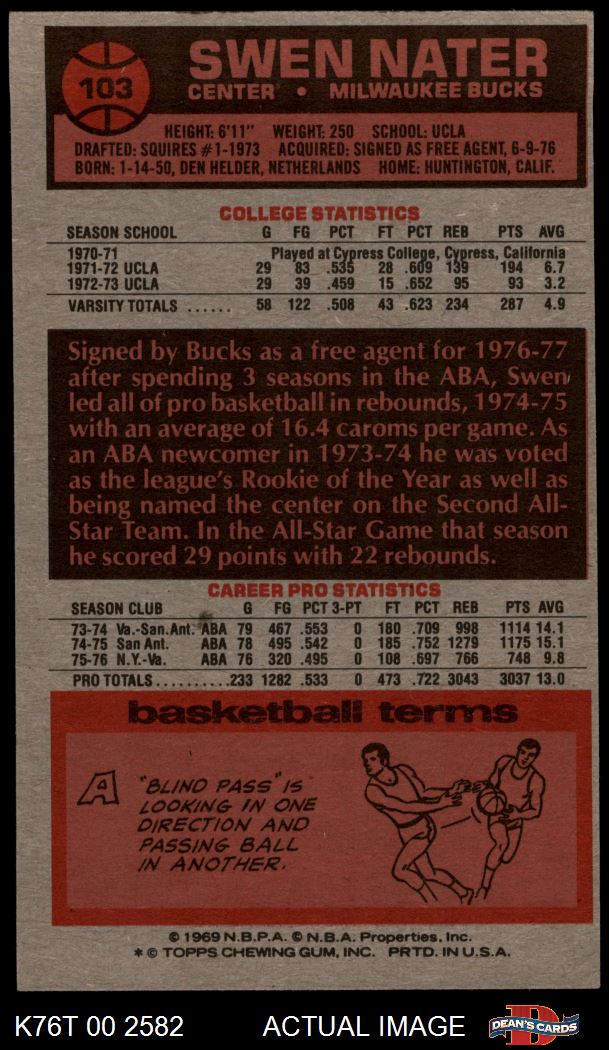 103
SWEN NATER
CENTER • MILWAUKEE BUCKS
HEIGHT: 6'11" WEIGHT: 250 SCHOOL: UCLA
DRAFTED: SQUIRES #1-1973 ACQUIRED: SIGNED AS FREE AGENT, 6-9-76
BORN: 1-14-50, DEN HELDER, NETHERLANDS HOME: HUNTINGTON, CALIF.
COLLEGE STATISTICS
SEASON SCHOOL G FG PCT FT PCT REB PTS AVG
1970-71 Played at Cypress College, Cypress, California
1971-72 UCLA 29 83 .535 28 .609 139 194 6.7
1972-73 UCLA 29 39 .459 15 .652 95 93 3.2
VARSITY TOTALS ...... 58 122 .508 43 .623 234 287 4.9
Signed by Bucks as a free agent for 1976-77
after spending 3 seasons in the ABA, Swen
led all of pro basketball in rebounds, 1974-75
with an average of 16.4 caroms per game. As
an ABA newcomer in 1973-74 he was voted
as the league's Rookie of the Year as well as
being named the center on the Second All-
Star Team. In the All-Star Game that season
he scored 29 points with 22 rebounds.
CAREER PRO STATISTICS
SEASON CLUB G FG PCT 3-PT FT PCT REB PTS AVG
73-74 Va.-San.Ant. ABA 79 467 .553 0 180 .709 998 1114 14.1
74-75 San Ant. ABA 78 495 .542 0 185 .752 1279 1175 15.1
75-76 N.Y.-Va. ABA 76 320 .495 0 108 .697 766 748 9.8
PRO TOTALS..........233 1282 .533 0 473 .722 3043 3037 13.0
basketball terms
A "BLIND PASS" IS
LOOKING IN ONE
DIRECTION AND
PASSING BALL
IN ANOTHER.
© 1969 N.B.P.A. © N.B.A. Properties, Inc.
* © TOPPS CHEWING GUM, INC. PRTD. IN U.S.A.
K76T 00 2582 ACTUAL IMAGE D DEAN'S CARDS